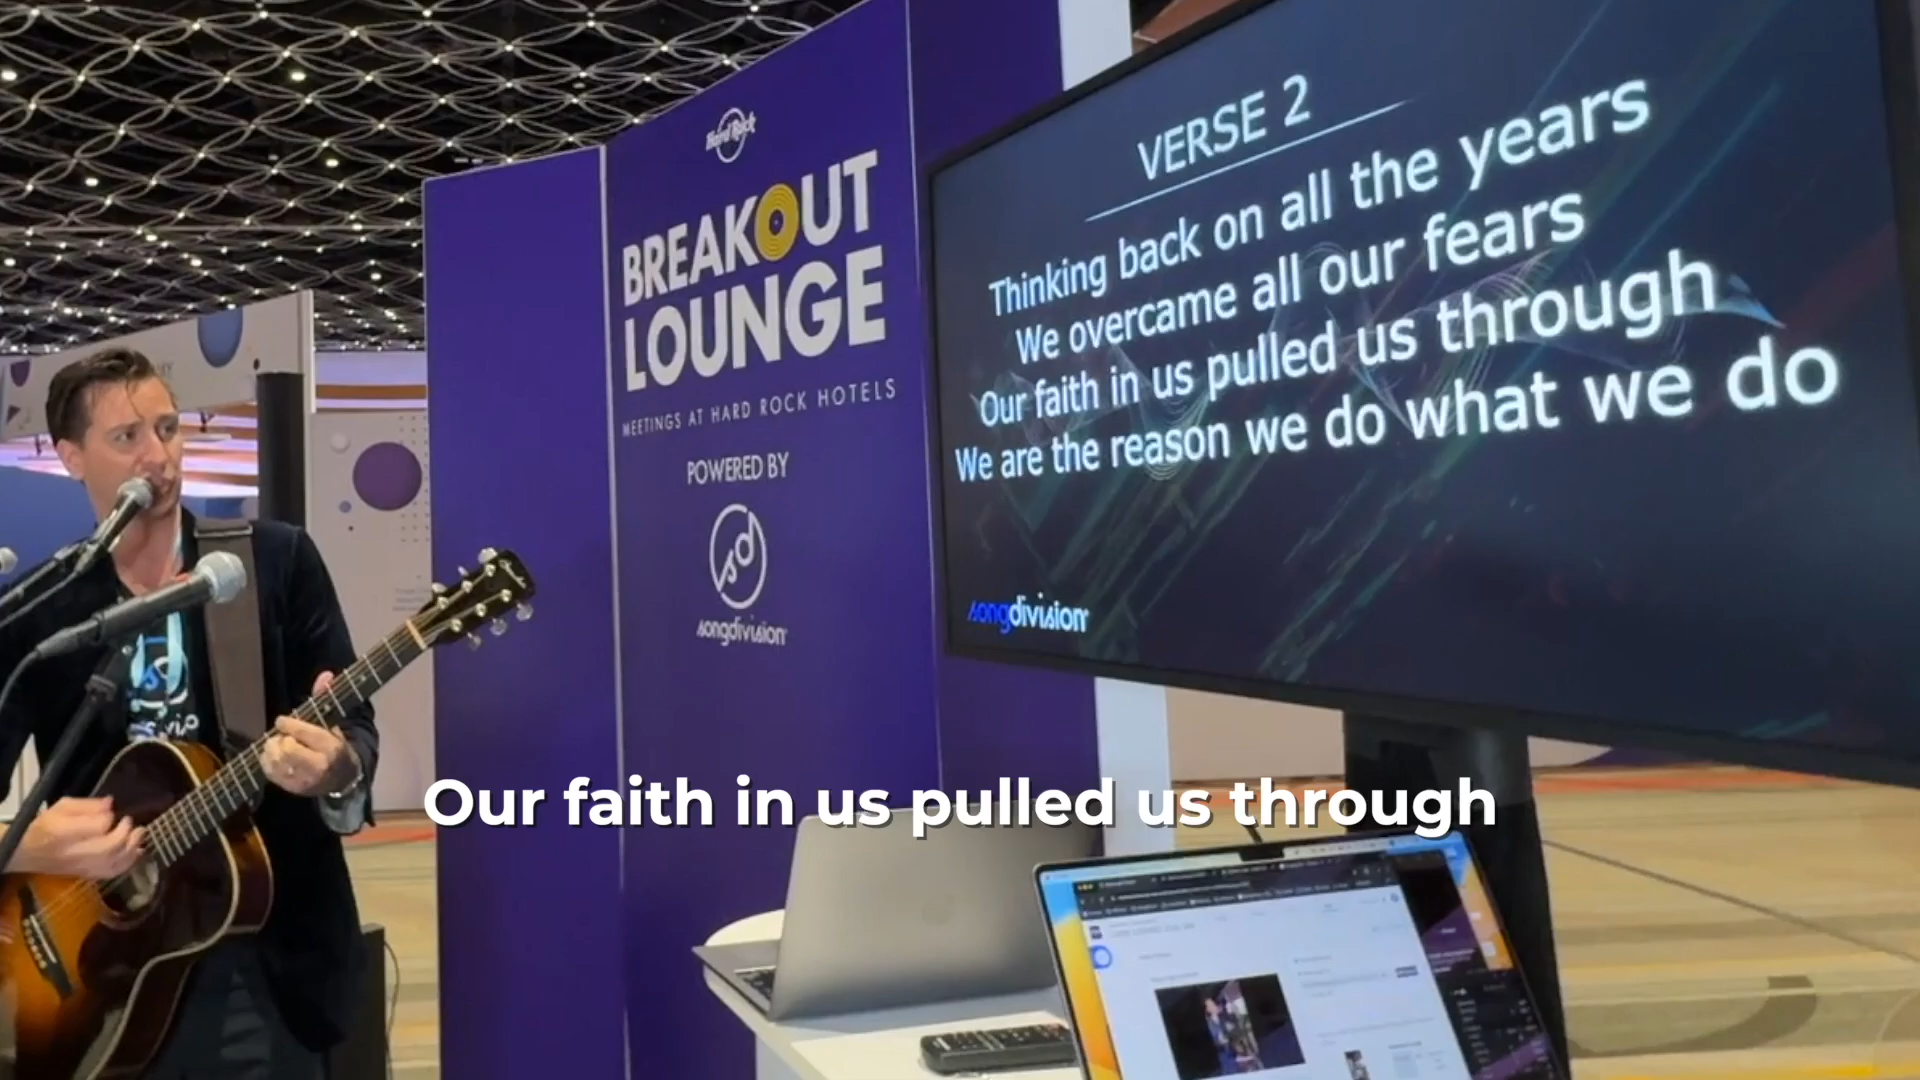 Hard Rock
BREAKOUT
LOUNGE
MEETINGS AT HARD ROCK HOTELS
POWERED BY
sd
songdivision
VERSE 2
Thinking back on all the years
We overcame all our fears
Our faith in us pulled us through
We are the reason we do what we do
songdivision
Our faith in us pulled us through